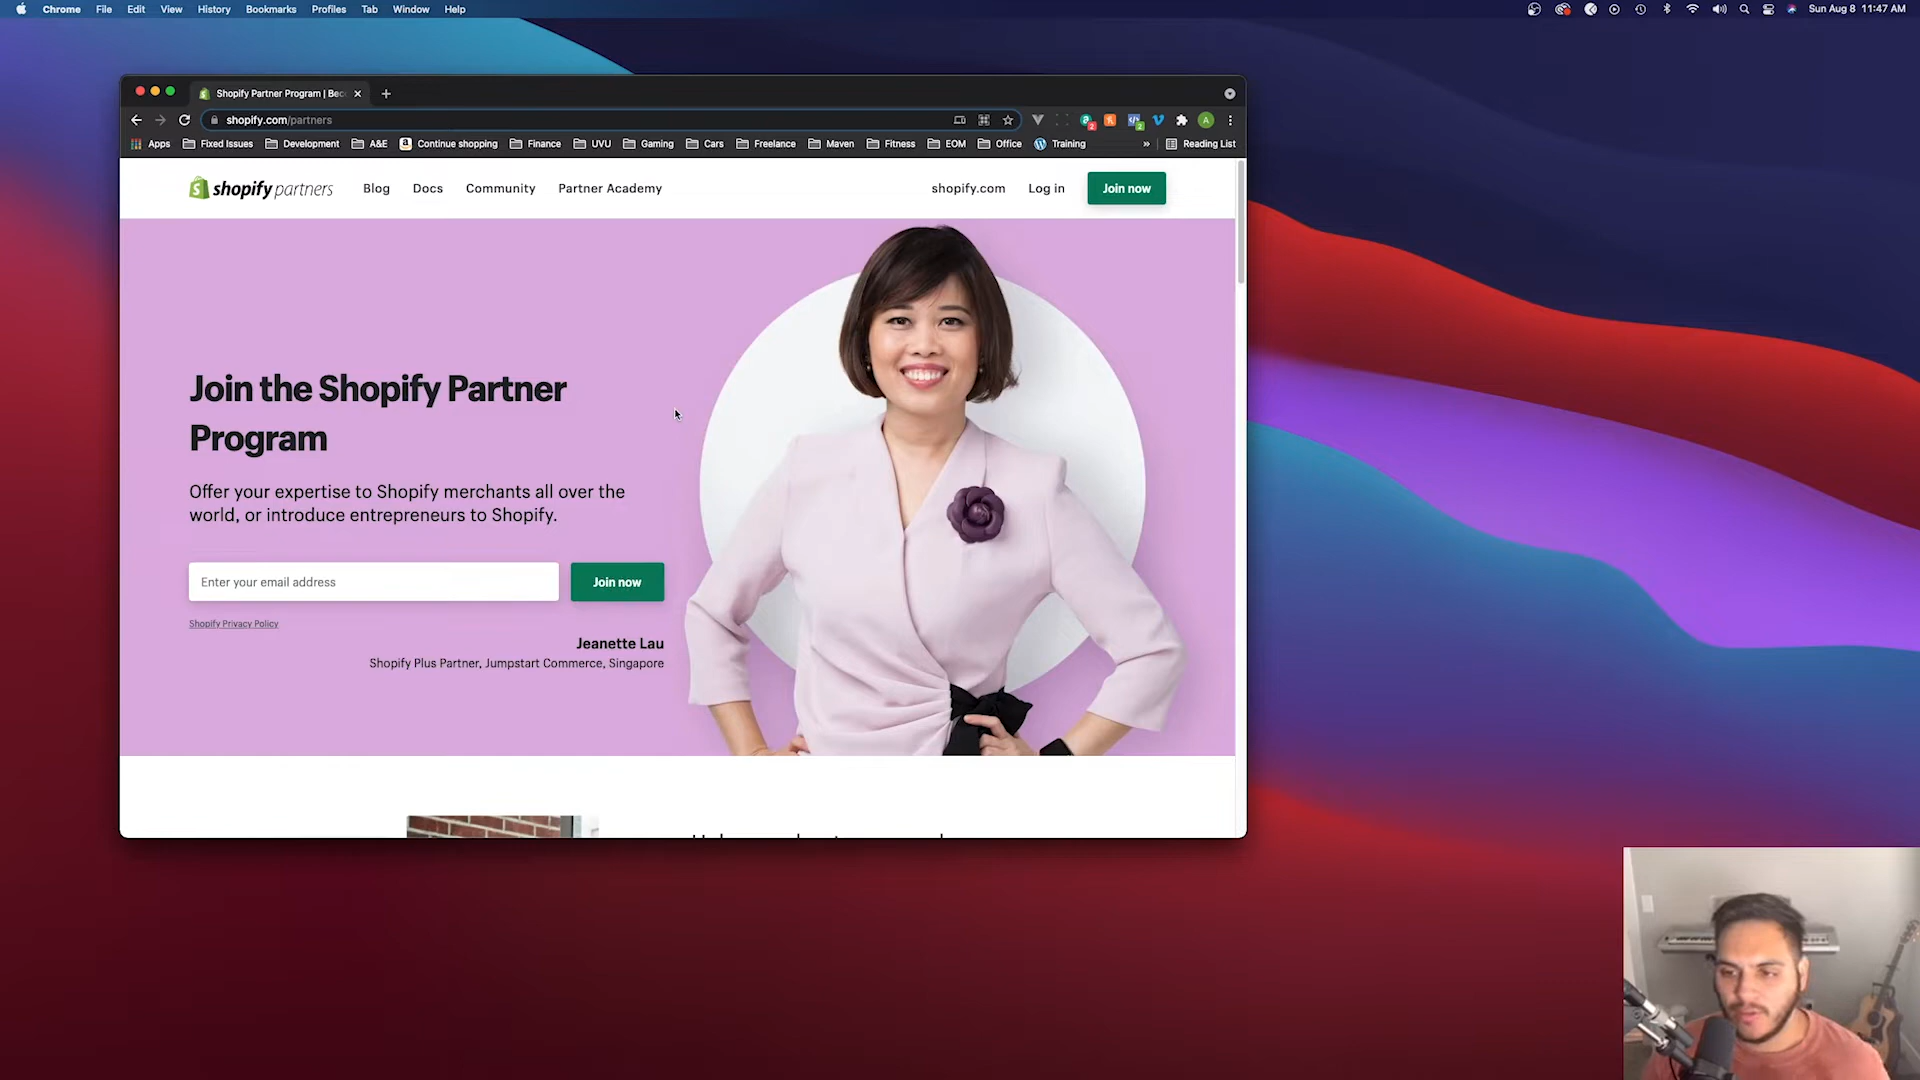 Chrome File Edit View History Bookmarks Profiles Tab Window Help
Sun Aug 8 11:47 AM
Shopify Partner Program | Bec
shopify.com/partners
Apps Fixed Issues Development A&E Continue shopping Finance UVU Gaming Cars Freelance Maven Fitness EOM Office Training » Reading List
shopify partners Blog Docs Community Partner Academy shopify.com Log in Join now
Join the Shopify Partner
Program
Offer your expertise to Shopify merchants all over the
world, or introduce entrepreneurs to Shopify.
Enter your email address Join now
Shopify Privacy Policy
Jeanette Lau
Shopify Plus Partner, Jumpstart Commerce, Singapore